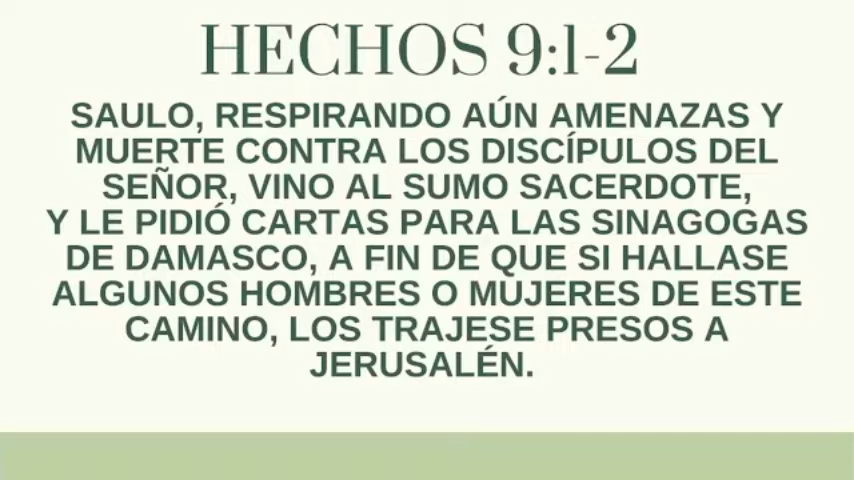 HECHOS 9:1-2
SAULO, RESPIRANDO AÚN AMENAZAS Y
MUERTE CONTRA LOS DISCÍPULOS DEL
SEÑOR, VINO AL SUMO SACERDOTE,
Y LE PIDIÓ CARTAS PARA LAS SINAGOGAS
DE DAMASCO, A FIN DE QUE SI HALLASE
ALGUNOS HOMBRES O MUJERES DE ESTE
CAMINO, LOS TRAJESE PRESOS A
JERUSALÉN.